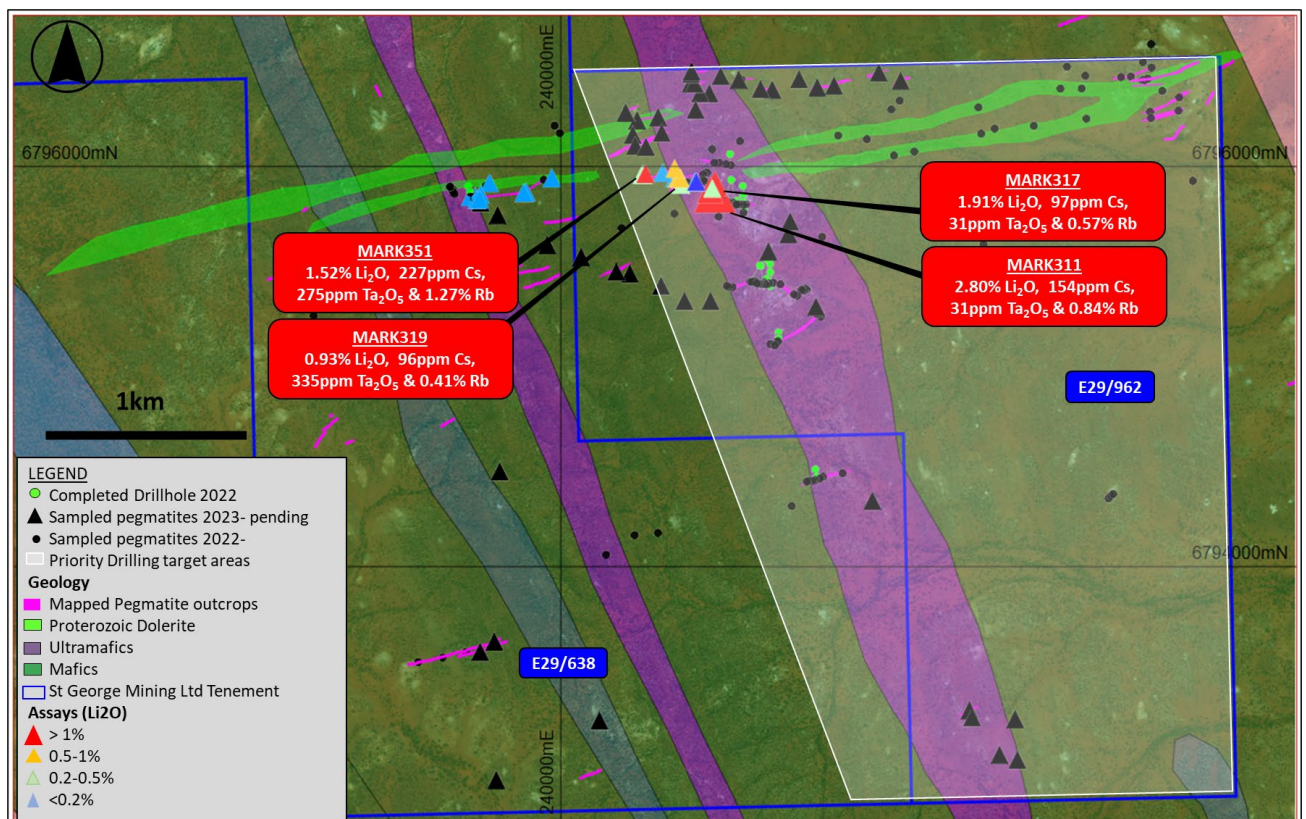 240000mE
6796000mN
6796000mN
MARK317
1.91% Li₂O, 97ppm Cs,
31ppm Ta₂O₅ & 0.57% Rb
MARK351
1.52% Li₂O, 227ppm Cs,
275ppm Ta₂O₅ & 1.27% Rb
MARK311
2.80% Li₂O, 154ppm Cs,
31ppm Ta₂O₅ & 0.84% Rb
MARK319
0.93% Li₂O, 96ppm Cs,
335ppm Ta₂O₅ & 0.41% Rb
E29/962
1km
LEGEND
Completed Drillhole 2022
Sampled pegmatites 2023- pending
Sampled pegmatites 2022-
Priority Drilling target areas
Geology
Mapped Pegmatite outcrops
Proterozoic Dolerite
Ultramafics
Mafics
St George Mining Ltd Tenement
Assays (Li2O)
> 1%
0.5-1%
0.2-0.5%
<0.2%
6794000mN
E29/638
240000mE